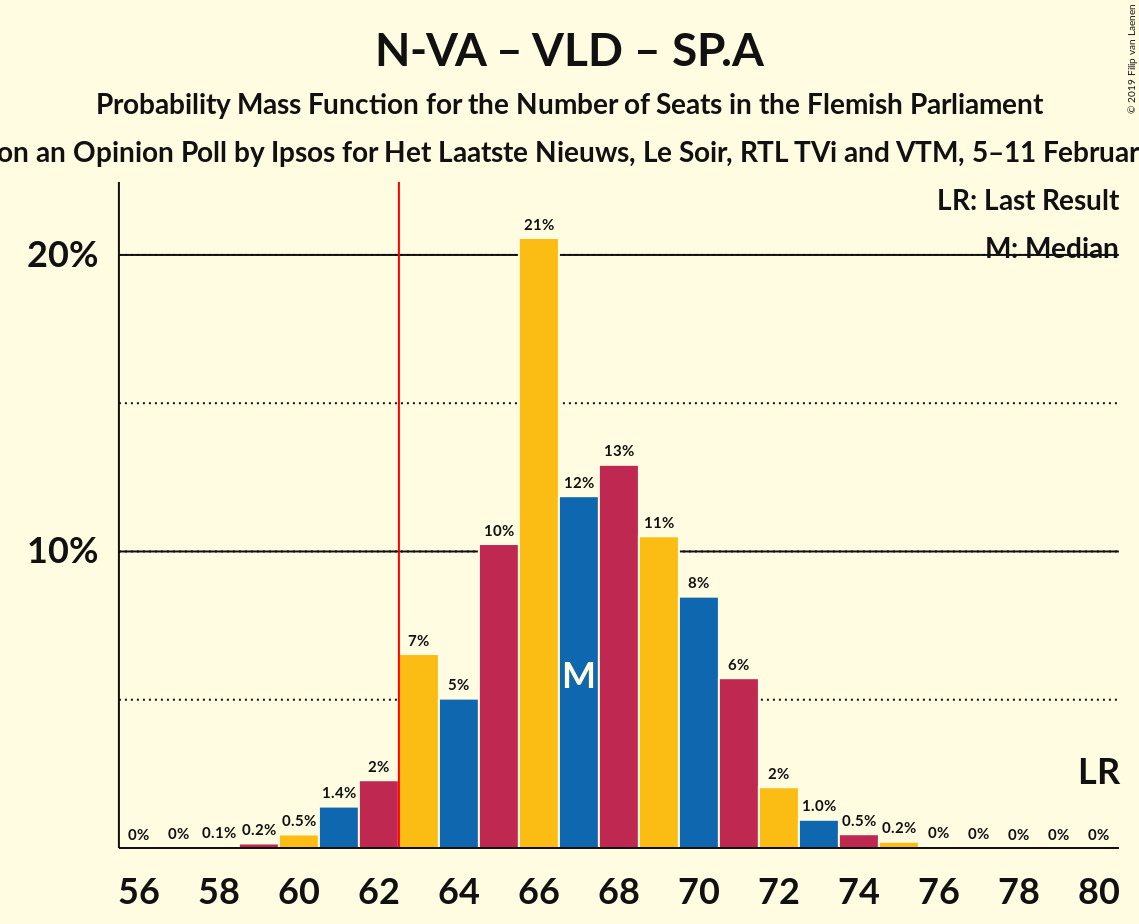 N-VA – VLD – SP.A
Probability Mass Function for the Number of Seats in the Flemish Parliament
on an Opinion Poll by Ipsos for Het Laatste Nieuws, Le Soir, RTL TVi and VTM, 5–11 Februar
© 2019 Filip van Laenen
LR: Last Result
M: Median
20%
10%
0% 0% 0.1% 0.2% 0.5% 1.4% 2% 7% 5% 10% 21% 12% 13% 11% 8% 6% 2% 1.0% 0.5% 0.2% 0% 0% 0% 0% 0%
M
LR
56 58 60 62 64 66 68 70 72 74 76 78 80